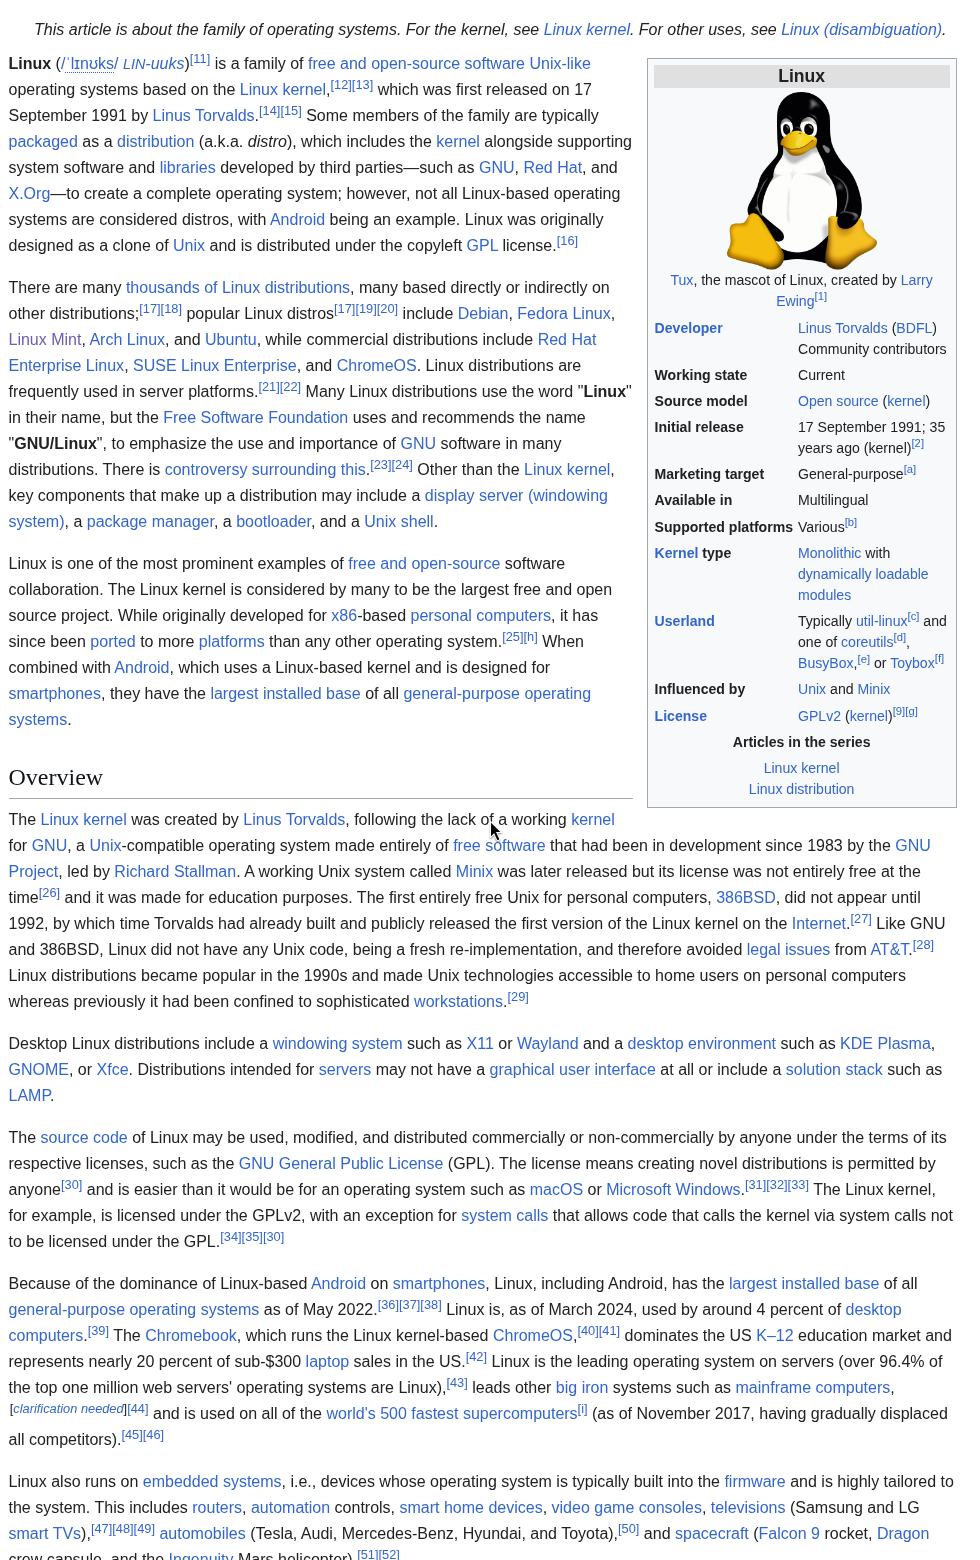 This article is about the family of operating systems. For the kernel, see Linux kernel. For other uses, see Linux (disambiguation).
Linux (/ˈlɪnʊks/ LIN-uuks)[11] is a family of free and open-source software Unix-like
operating systems based on the Linux kernel,[12][13] which was first released on 17
September 1991 by Linus Torvalds.[14][15] Some members of the family are typically
packaged as a distribution (a.k.a. distro), which includes the kernel alongside supporting
system software and libraries developed by third parties—such as GNU, Red Hat, and
X.Org—to create a complete operating system; however, not all Linux-based operating
systems are considered distros, with Android being an example. Linux was originally
designed as a clone of Unix and is distributed under the copyleft GPL license.[16]
There are many thousands of Linux distributions, many based directly or indirectly on
other distributions;[17][18] popular Linux distros[17][19][20] include Debian, Fedora Linux,
Linux Mint, Arch Linux, and Ubuntu, while commercial distributions include Red Hat
Enterprise Linux, SUSE Linux Enterprise, and ChromeOS. Linux distributions are
frequently used in server platforms.[21][22] Many Linux distributions use the word "Linux"
in their name, but the Free Software Foundation uses and recommends the name
"GNU/Linux", to emphasize the use and importance of GNU software in many
distributions. There is controversy surrounding this.[23][24] Other than the Linux kernel,
key components that make up a distribution may include a display server (windowing
system), a package manager, a bootloader, and a Unix shell.
Linux is one of the most prominent examples of free and open-source software
collaboration. The Linux kernel is considered by many to be the largest free and open
source project. While originally developed for x86-based personal computers, it has
since been ported to more platforms than any other operating system.[25][h] When
combined with Android, which uses a Linux-based kernel and is designed for
smartphones, they have the largest installed base of all general-purpose operating
systems.
Linux
Tux, the mascot of Linux, created by Larry
Ewing[1]
Developer Linus Torvalds (BDFL)
Community contributors
Working state Current
Source model Open source (kernel)
Initial release 17 September 1991; 35
years ago (kernel)[2]
Marketing target General-purpose[a]
Available in Multilingual
Supported platforms Various[b]
Kernel type Monolithic with
dynamically loadable
modules
Userland Typically util-linux[c] and
one of coreutils[d],
BusyBox,[e] or Toybox[f]
Influenced by Unix and Minix
License GPLv2 (kernel)[9][g]
Articles in the series
Linux kernel
Linux distribution
Overview
The Linux kernel was created by Linus Torvalds, following the lack of a working kernel
for GNU, a Unix-compatible operating system made entirely of free software that had been in development since 1983 by the GNU
Project, led by Richard Stallman. A working Unix system called Minix was later released but its license was not entirely free at the
time[26] and it was made for education purposes. The first entirely free Unix for personal computers, 386BSD, did not appear until
1992, by which time Torvalds had already built and publicly released the first version of the Linux kernel on the Internet.[27] Like GNU
and 386BSD, Linux did not have any Unix code, being a fresh re-implementation, and therefore avoided legal issues from AT&T.[28]
Linux distributions became popular in the 1990s and made Unix technologies accessible to home users on personal computers
whereas previously it had been confined to sophisticated workstations.[29]
Desktop Linux distributions include a windowing system such as X11 or Wayland and a desktop environment such as KDE Plasma,
GNOME, or Xfce. Distributions intended for servers may not have a graphical user interface at all or include a solution stack such as
LAMP.
The source code of Linux may be used, modified, and distributed commercially or non-commercially by anyone under the terms of its
respective licenses, such as the GNU General Public License (GPL). The license means creating novel distributions is permitted by
anyone[30] and is easier than it would be for an operating system such as macOS or Microsoft Windows.[31][32][33] The Linux kernel,
for example, is licensed under the GPLv2, with an exception for system calls that allows code that calls the kernel via system calls not
to be licensed under the GPL.[34][35][30]
Because of the dominance of Linux-based Android on smartphones, Linux, including Android, has the largest installed base of all
general-purpose operating systems as of May 2022.[36][37][38] Linux is, as of March 2024, used by around 4 percent of desktop
computers.[39] The Chromebook, which runs the Linux kernel-based ChromeOS,[40][41] dominates the US K–12 education market and
represents nearly 20 percent of sub-$300 laptop sales in the US.[42] Linux is the leading operating system on servers (over 96.4% of
the top one million web servers' operating systems are Linux),[43] leads other big iron systems such as mainframe computers,
[clarification needed][44] and is used on all of the world's 500 fastest supercomputers[i] (as of November 2017, having gradually displaced
all competitors).[45][46]
Linux also runs on embedded systems, i.e., devices whose operating system is typically built into the firmware and is highly tailored to
the system. This includes routers, automation controls, smart home devices, video game consoles, televisions (Samsung and LG
smart TVs),[47][48][49] automobiles (Tesla, Audi, Mercedes-Benz, Hyundai, and Toyota),[50] and spacecraft (Falcon 9 rocket, Dragon
crew capsule, and the Ingenuity Mars helicopter).[51][52]